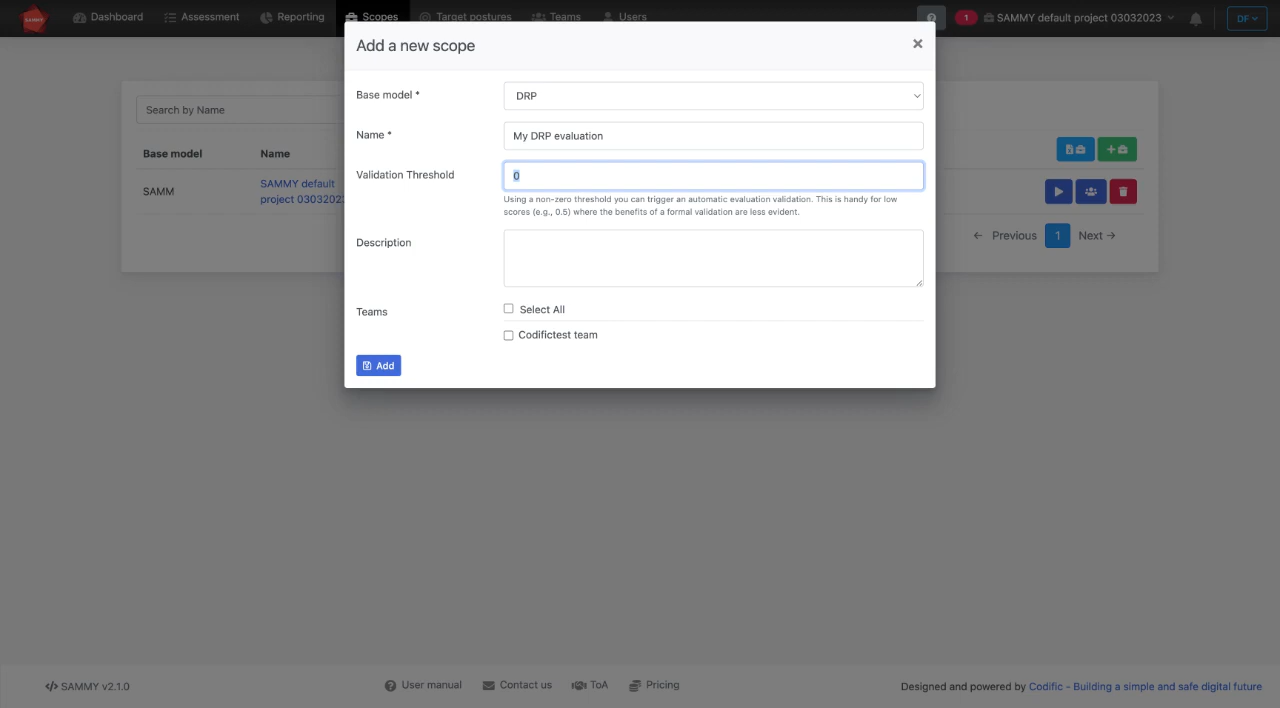 SAMMY
Dashboard
Assessment
Reporting
Scopes
Target postures
Teams
Users
?
1
SAMMY default project 03032023
DF
Add a new scope
×
Base model *
DRP
Name *
My DRP evaluation
Validation Threshold
0
Using a non-zero threshold you can trigger an automatic evaluation validation. This is handy for low
scores (e.g., 0.5) where the benefits of a formal validation are less evident.
Description
Teams
Select All
Codifictest team
Add
Search by Name
Base model
Name
SAMM
SAMMY default
project 03032023
← Previous
1
Next →
SAMMY v2.1.0
User manual
Contact us
ToA
Pricing
Designed and powered by Codific - Building a simple and safe digital future